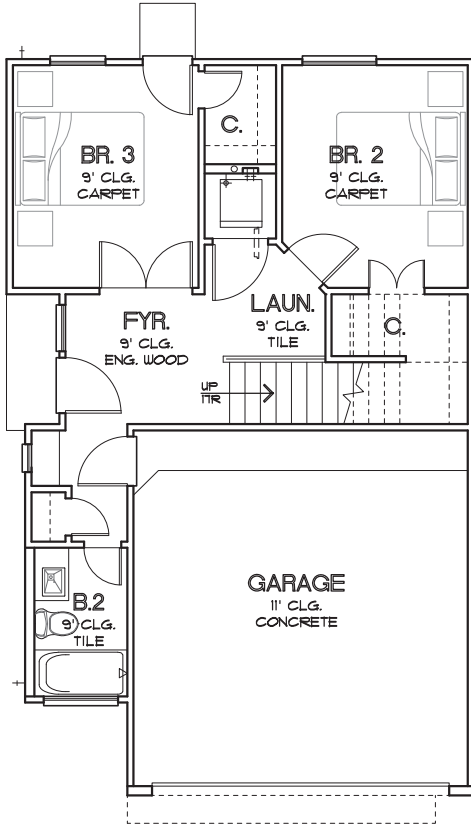 C.
BR. 3
9' CLG.
CARPET
BR. 2
9' CLG.
CARPET
FYR.
9' CLG.
ENG. WOOD
LAUN.
9' CLG.
TILE
C.
UP
17R
B.2
9' CLG.
TILE
GARAGE
11' CLG.
CONCRETE